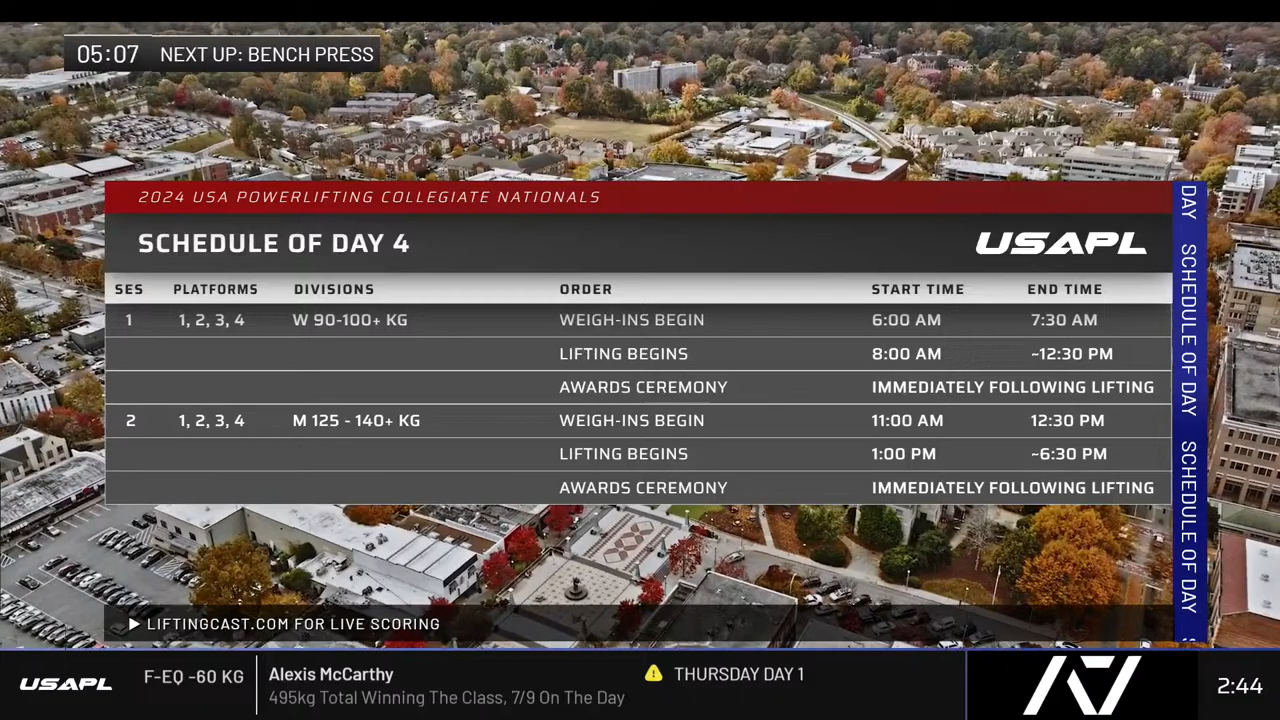 05:07 NEXT UP: BENCH PRESS
2024 USA POWERLIFTING COLLEGIATE NATIONALS
SCHEDULE OF DAY 4 USAPL
SES PLATFORMS DIVISIONS ORDER START TIME END TIME
1 1, 2, 3, 4 W 90-100+ KG WEIGH-INS BEGIN 6:00 AM 7:30 AM
LIFTING BEGINS 8:00 AM ~12:30 PM
AWARDS CEREMONY IMMEDIATELY FOLLOWING LIFTING
2 1, 2, 3, 4 M 125 - 140+ KG WEIGH-INS BEGIN 11:00 AM 12:30 PM
LIFTING BEGINS 1:00 PM ~6:30 PM
AWARDS CEREMONY IMMEDIATELY FOLLOWING LIFTING
DAY SCHEDULE OF DAY SCHEDULE OF DAY
LIFTINGCAST.COM FOR LIVE SCORING
USAPL F-EQ -60 KG Alexis McCarthy THURSDAY DAY 1 2:44
495kg Total Winning The Class, 7/9 On The Day